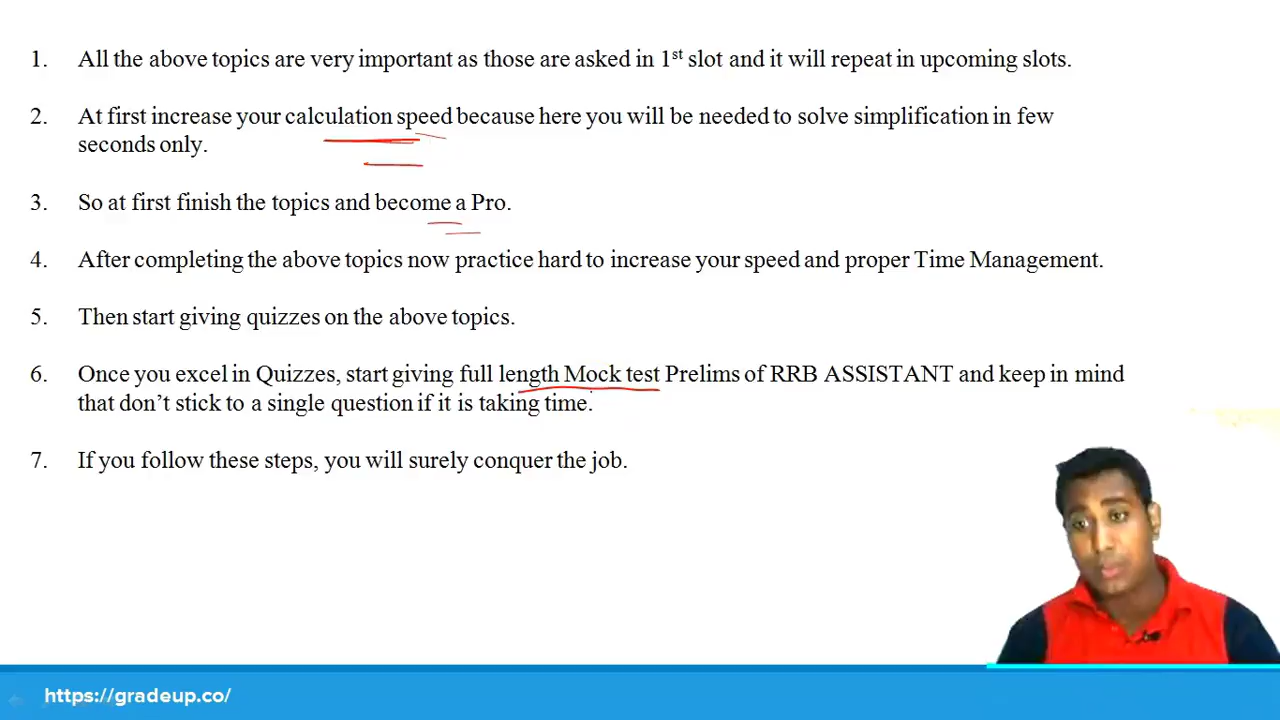 1. All the above topics are very important as those are asked in 1st slot and it will repeat in upcoming slots.
2. At first increase your calculation speed because here you will be needed to solve simplification in few
seconds only.
3. So at first finish the topics and become a Pro.
4. After completing the above topics now practice hard to increase your speed and proper Time Management.
5. Then start giving quizzes on the above topics.
6. Once you excel in Quizzes, start giving full length Mock test Prelims of RRB ASSISTANT and keep in mind
that don’t stick to a single question if it is taking time.
7. If you follow these steps, you will surely conquer the job.
https://gradeup.co/